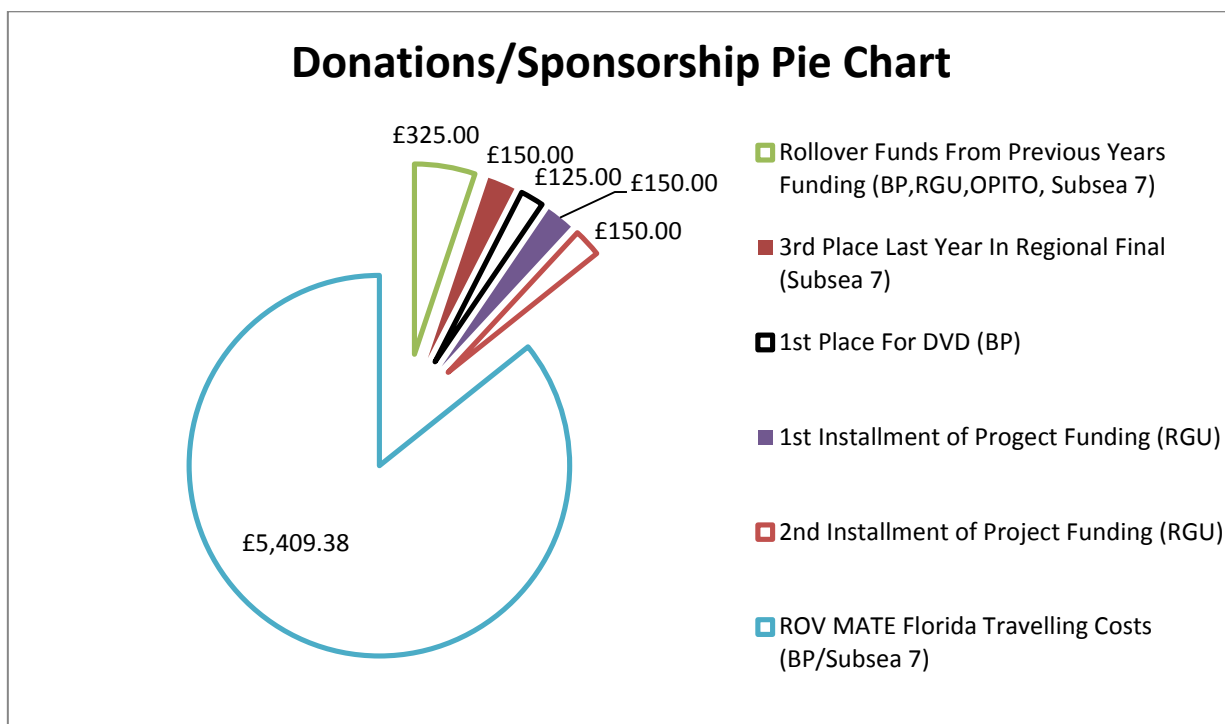 Donations/Sponsorship Pie Chart
£325.00
£150.00
£125.00
£150.00
£150.00
£5,409.38
Rollover Funds From Previous Years
Funding (BP,RGU,OPITO, Subsea 7)
3rd Place Last Year In Regional Final
(Subsea 7)
1st Place For DVD (BP)
1st Installment of Progect Funding (RGU)
2nd Installment of Project Funding (RGU)
ROV MATE Florida Travelling Costs
(BP/Subsea 7)